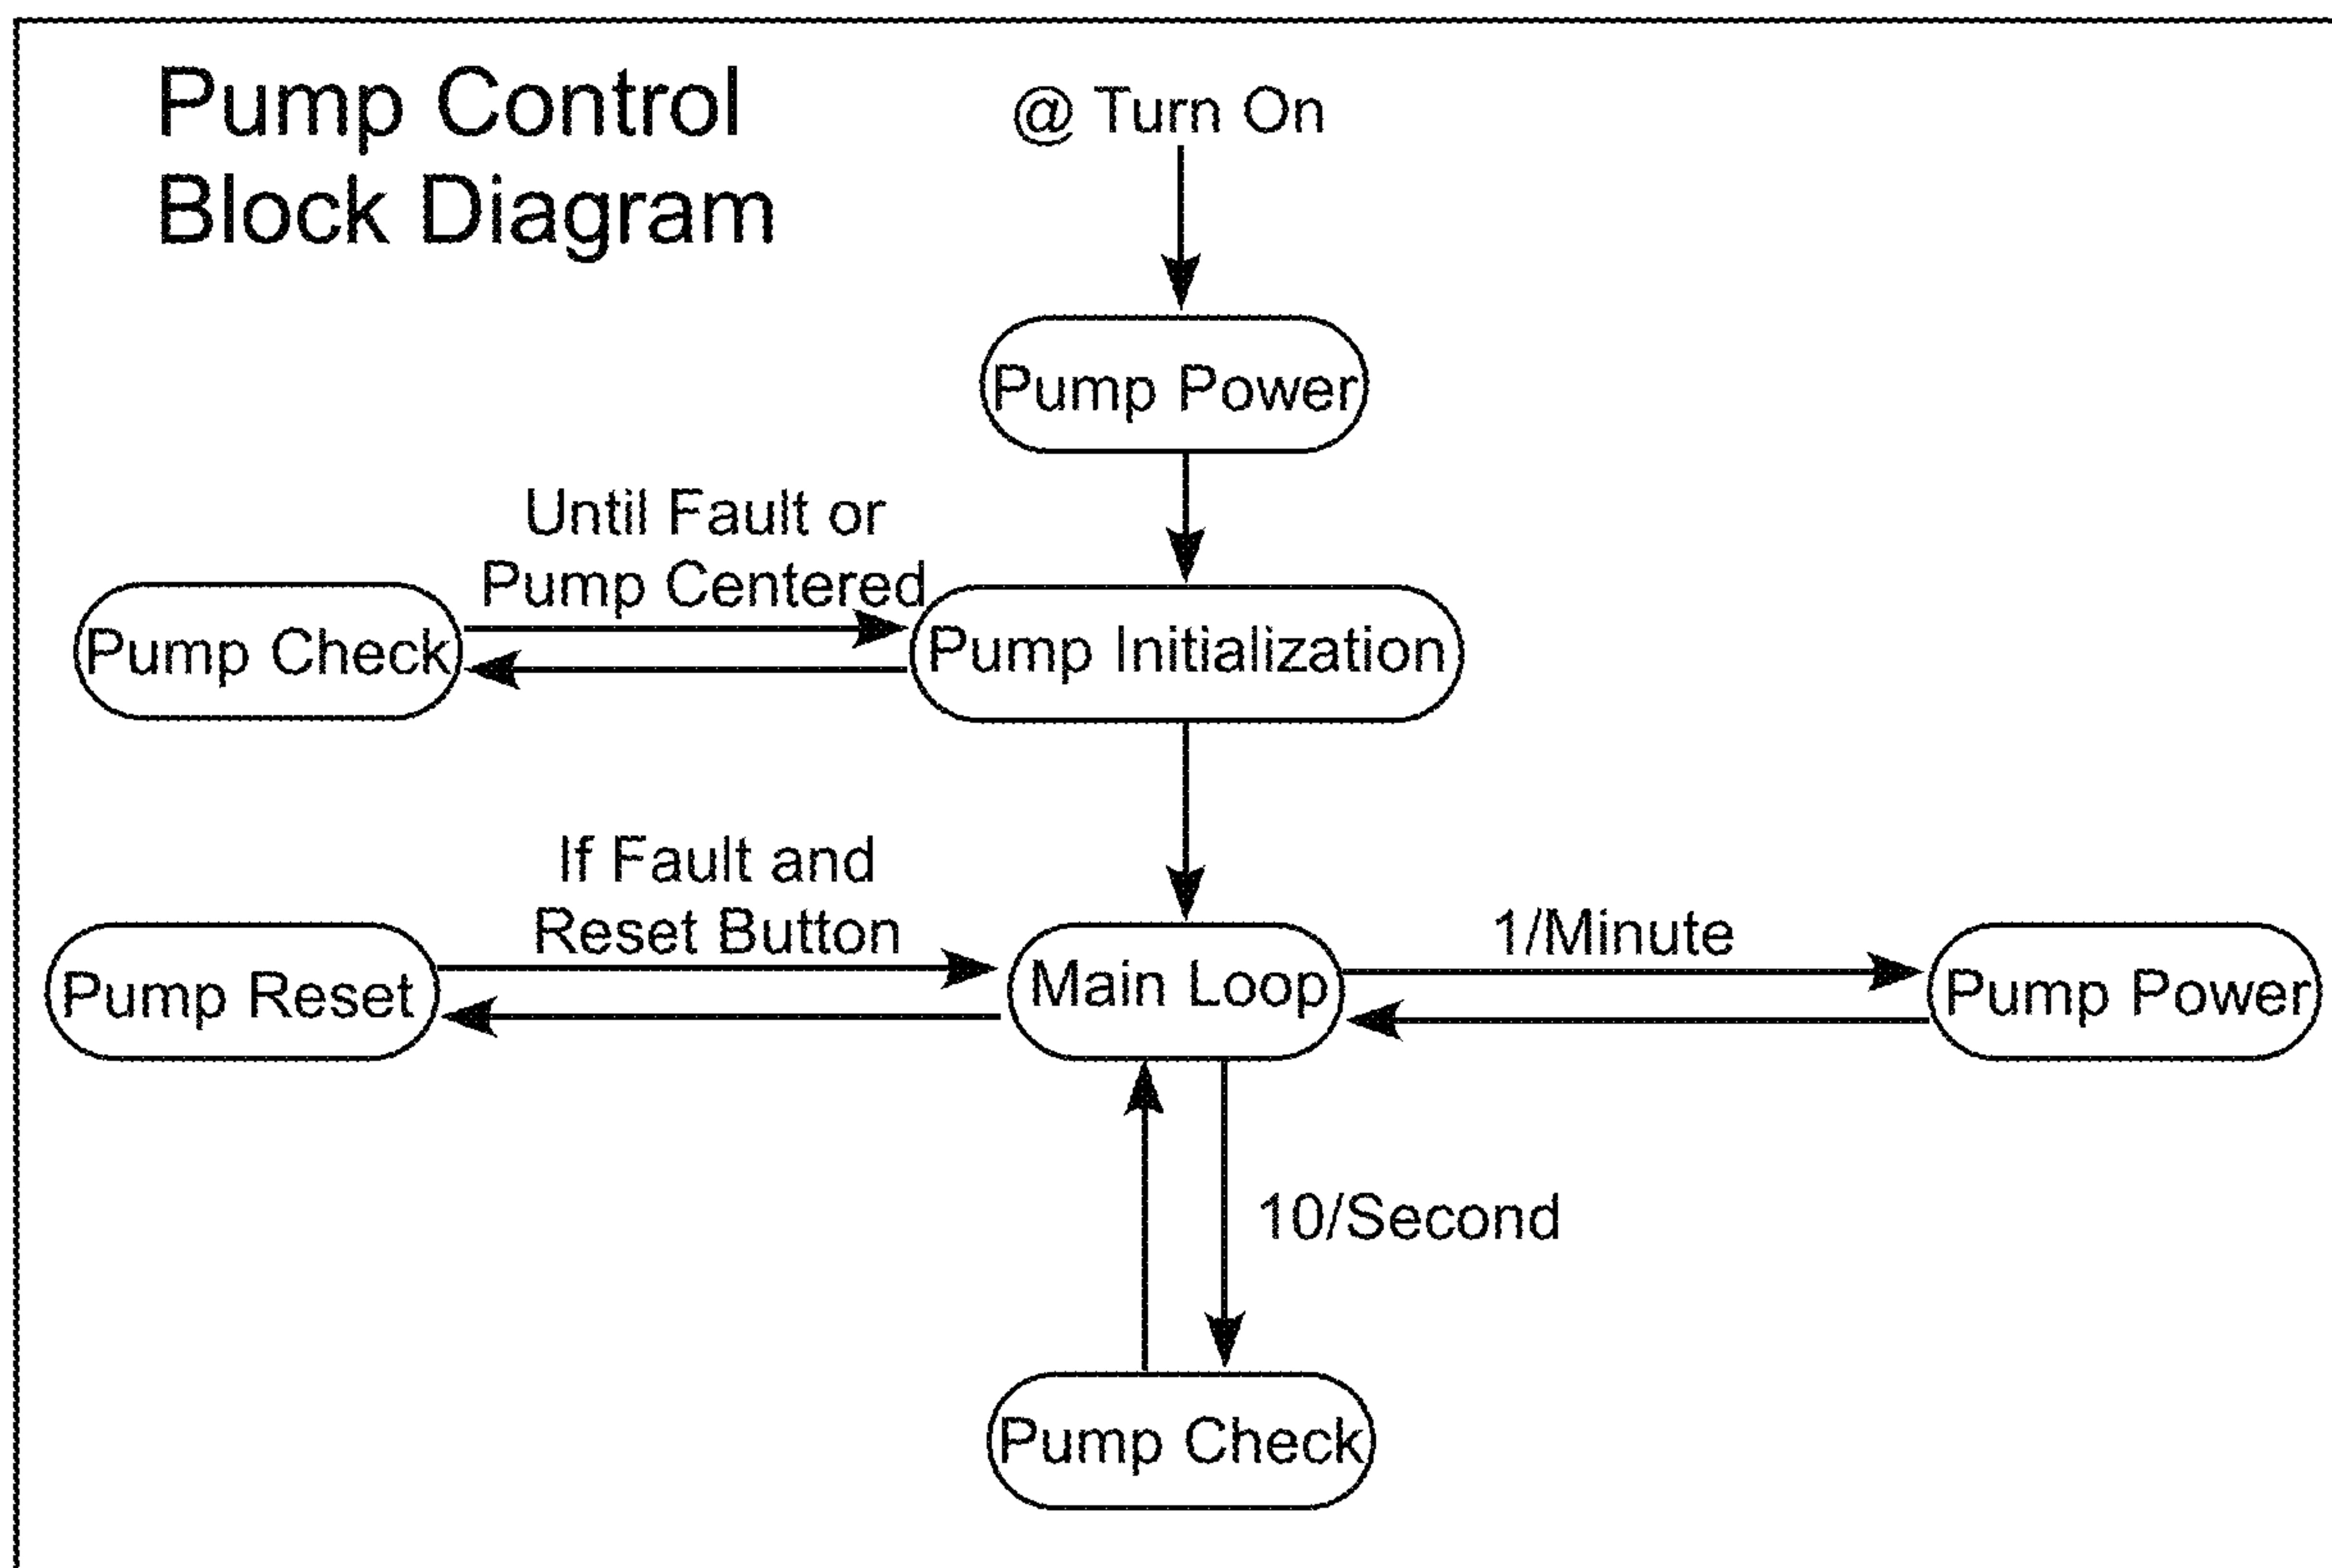 Pump Control
Block Diagram
@ Turn On
Pump Power
Until Fault or
Pump Centered
Pump Check
Pump Initialization
If Fault and
Reset Button
1/Minute
Pump Reset
Main Loop
Pump Power
10/Second
Pump Check